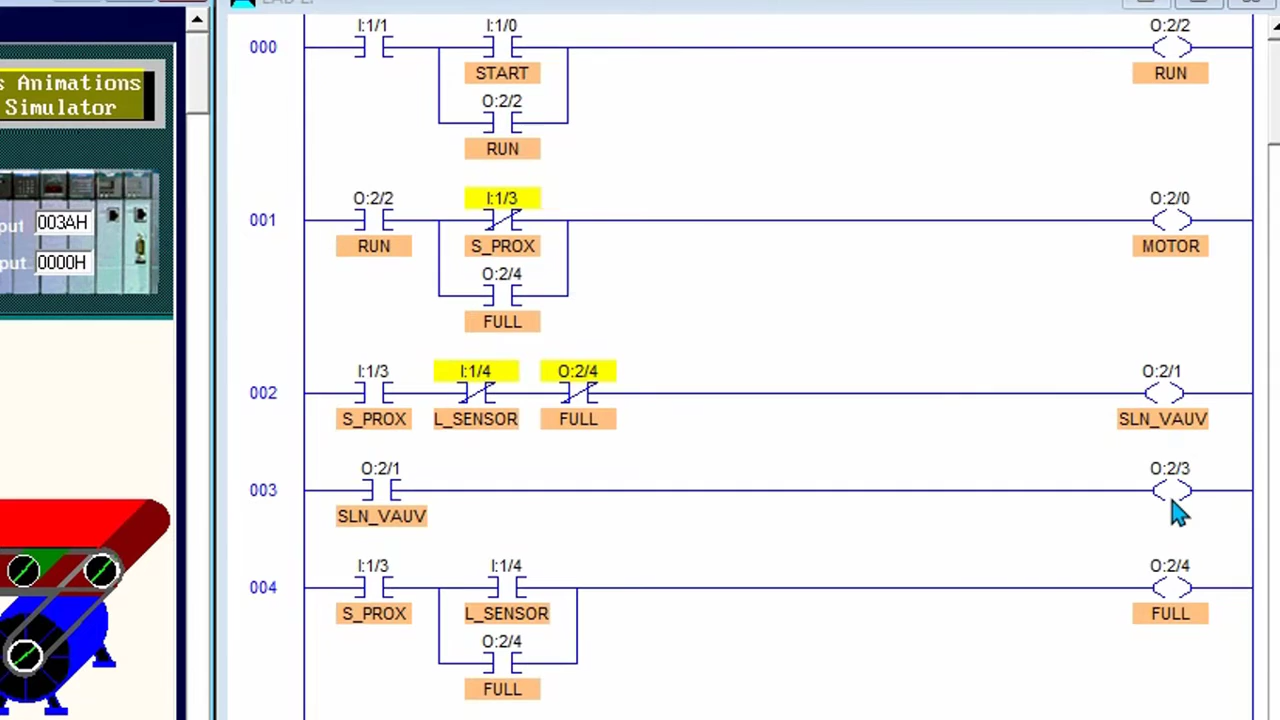 s Animations
Simulator
put 003AH
put 0000H
I:1/1 I:1/0 O:2/2
000
START RUN
O:2/2
RUN
O:2/2 I:1/3 O:2/0
001
RUN S_PROX MOTOR
O:2/4
FULL
I:1/3 I:1/4 O:2/4 O:2/1
002
S_PROX L_SENSOR FULL SLN_VAUV
O:2/1 O:2/3
003
SLN_VAUV
I:1/3 I:1/4 O:2/4
004
S_PROX L_SENSOR FULL
O:2/4
FULL